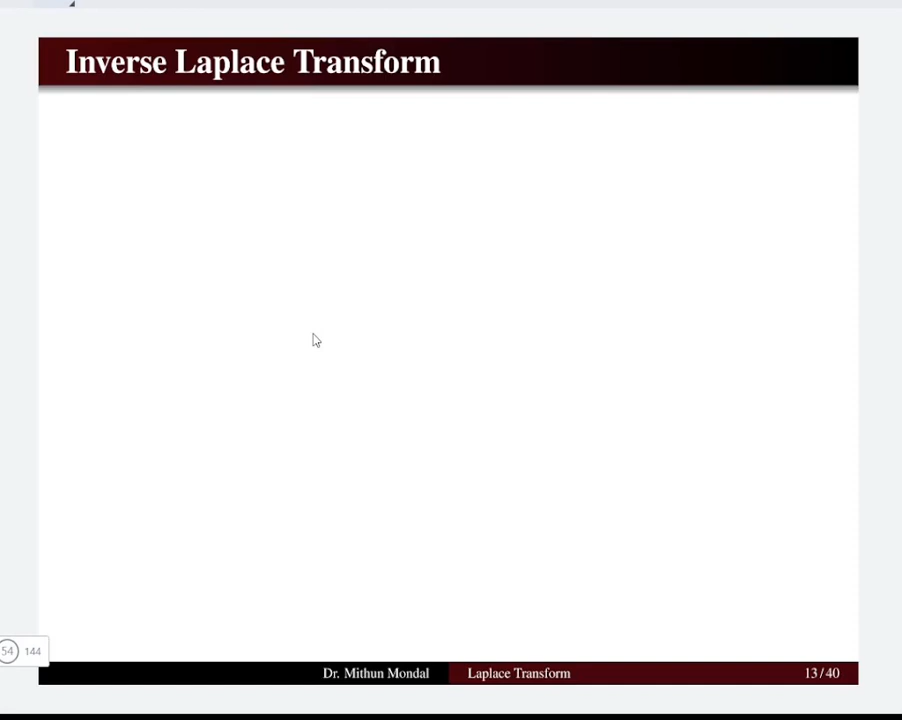 Inverse Laplace Transform
54 144
Dr. Mithun Mondal Laplace Transform 13/40